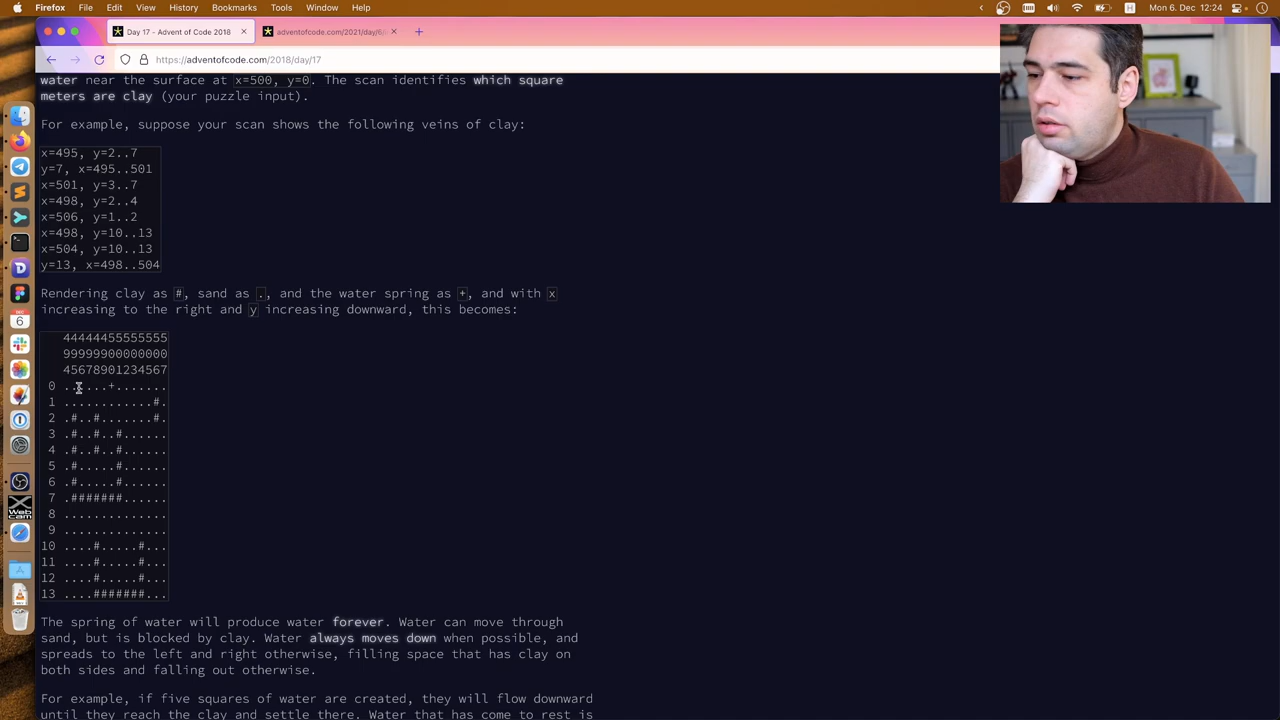 Firefox File Edit View History Bookmarks Tools Window Help
Mon 6. Dec 12:24
Day 17 - Advent of Code 2018
adventofcode.com/2021/day/6/
https://adventofcode.com/2018/day/17
water near the surface at x=500, y=0. The scan identifies which square
meters are clay (your puzzle input).
For example, suppose your scan shows the following veins of clay:
x=495, y=2..7
y=7, x=495..501
x=501, y=3..7
x=498, y=2..4
x=506, y=1..2
x=498, y=10..13
x=504, y=10..13
y=13, x=498..504
Rendering clay as #, sand as ., and the water spring as +, and with x
increasing to the right and y increasing downward, this becomes:
44444455555555
99999900000000
45678901234567
0 ......+.......
1 ............#.
2 .#..#.......#.
3 .#..#..#......
4 .#..#..#......
5 .#.....#......
6 .#.....#......
7 .#######......
8 ..............
9 ..............
10 ....#.....#...
11 ....#.....#...
12 ....#.....#...
13 ....#######...
The spring of water will produce water forever. Water can move through
sand, but is blocked by clay. Water always moves down when possible, and
spreads to the left and right otherwise, filling space that has clay on
both sides and falling out otherwise.
For example, if five squares of water are created, they will flow downward
until they reach the clay and settle there. Water that has come to rest is
DEC
6
Web
cam